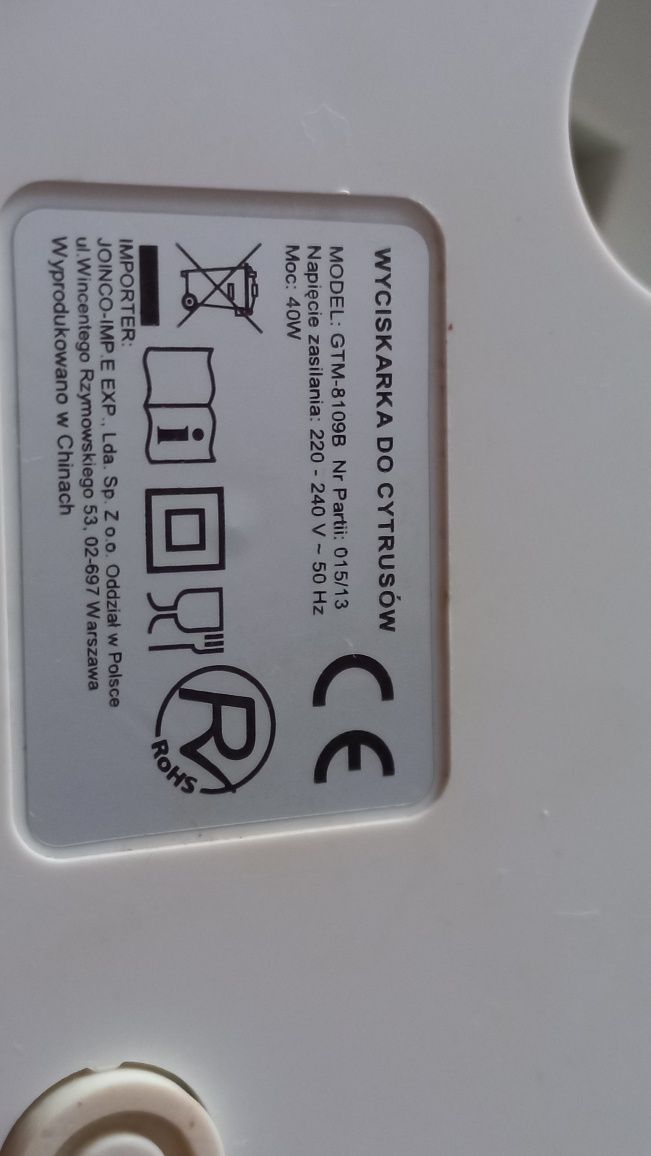 WYCISKARKA DO CYTRUSÓW
MODEL: GTM-8109B Nr Partii: 015/13
Napięcie zasilania: 220 - 240 V ~ 50 Hz
Moc: 40W
CE
i
R
RoHS
IMPORTER:
JOINCO-IMP.E EXP., Lda. Sp. Z o.o. Oddział w Polsce
ul.Wincentego Rzymowskiego 53, 02-697 Warszawa
Wyprodukowano w Chinach